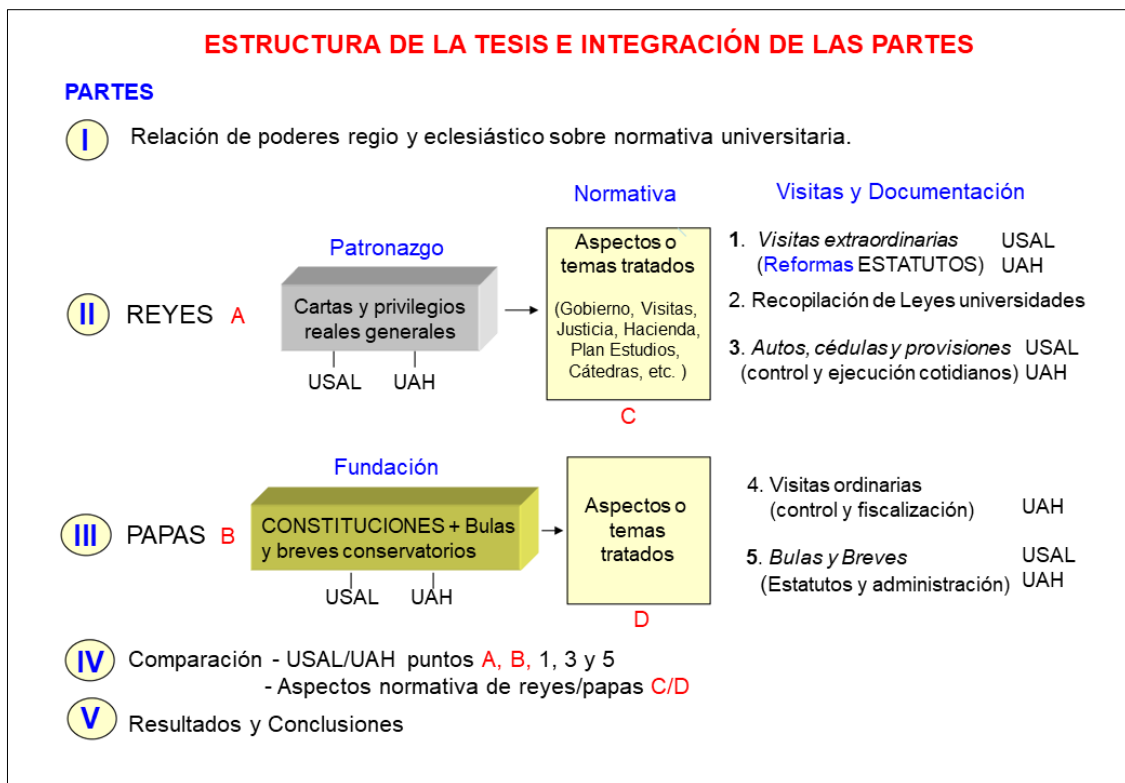 ESTRUCTURA DE LA TESIS E INTEGRACIÓN DE LAS PARTES
PARTES
I Relación de poderes regio y eclesiástico sobre normativa universitaria.
Normativa
Visitas y Documentación
Patronazgo
II REYES A
Cartas y privilegios
reales generales
USAL UAH
Aspectos o
temas tratados
(Gobierno, Visitas,
Justicia, Hacienda,
Plan Estudios,
Cátedras, etc. )
C
1. Visitas extraordinarias USAL
(Reformas ESTATUTOS) UAH
2. Recopilación de Leyes universidades
3. Autos, cédulas y provisiones USAL
(control y ejecución cotidianos) UAH
Fundación
III PAPAS B
CONSTITUCIONES + Bulas
y breves conservatorios
USAL UAH
Aspectos o
temas
tratados
D
4. Visitas ordinarias
(control y fiscalización) UAH
5. Bulas y Breves USAL
(Estatutos y administración) UAH
IV Comparación - USAL/UAH puntos A, B, 1, 3 y 5
- Aspectos normativa de reyes/papas C/D
V Resultados y Conclusiones